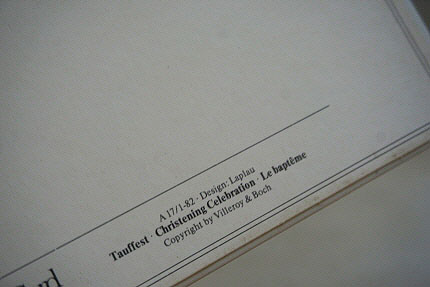 A 17/1-82 · Design: Laplau
Tauffest · Christening Celebration · Le baptême
Copyright by Villeroy & Boch